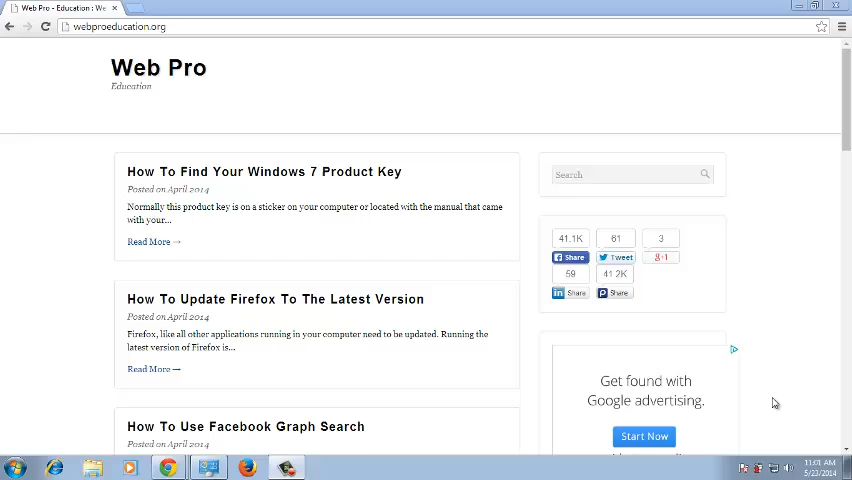 Web Pro - Education : We
webproeducation.org
Web Pro
Education
How To Find Your Windows 7 Product Key
Posted on April 2014
Normally this product key is on a sticker on your computer or located with the manual that came
with your...
Read More →
How To Update Firefox To The Latest Version
Posted on April 2014
Firefox, like all other applications running in your computer need to be updated. Running the
latest version of Firefox is...
Read More →
How To Use Facebook Graph Search
Posted on April 2014
Search
41.1K 61 3
Share Tweet g+1
59 41.2K
Share Share
Get found with
Google advertising.
Start Now
11:01 AM
5/23/2014